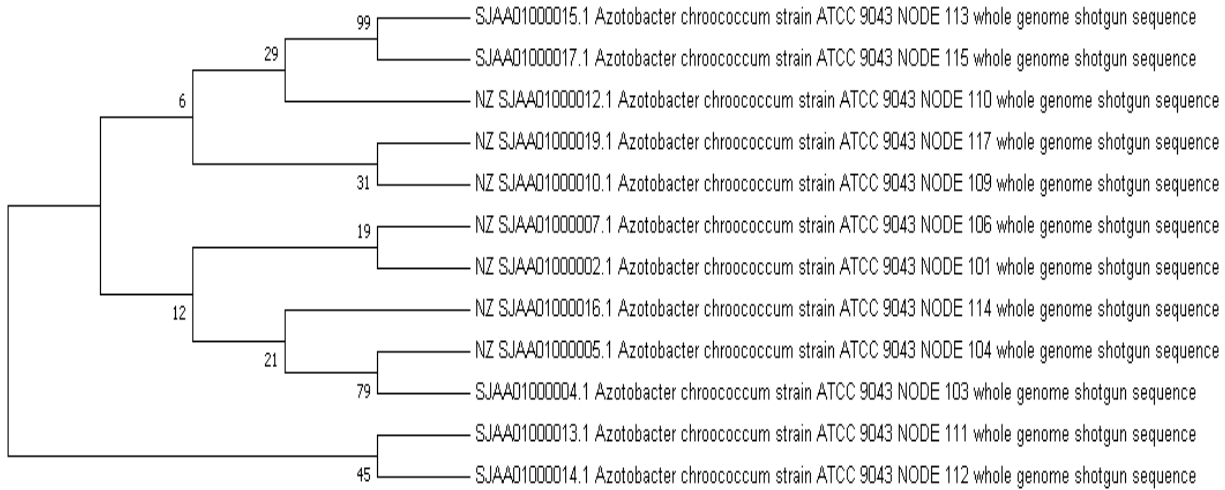 99
SJAA01000015.1 Azotobacter chroococcum strain ATCC 9043 NODE 113 whole genome shotgun sequence
29
SJAA01000017.1 Azotobacter chroococcum strain ATCC 9043 NODE 115 whole genome shotgun sequence
6
NZ SJAA01000012.1 Azotobacter chroococcum strain ATCC 9043 NODE 110 whole genome shotgun sequence
NZ SJAA01000019.1 Azotobacter chroococcum strain ATCC 9043 NODE 117 whole genome shotgun sequence
31
NZ SJAA01000010.1 Azotobacter chroococcum strain ATCC 9043 NODE 109 whole genome shotgun sequence
19
NZ SJAA01000007.1 Azotobacter chroococcum strain ATCC 9043 NODE 106 whole genome shotgun sequence
NZ SJAA01000002.1 Azotobacter chroococcum strain ATCC 9043 NODE 101 whole genome shotgun sequence
12
NZ SJAA01000016.1 Azotobacter chroococcum strain ATCC 9043 NODE 114 whole genome shotgun sequence
21
NZ SJAA01000005.1 Azotobacter chroococcum strain ATCC 9043 NODE 104 whole genome shotgun sequence
79
SJAA01000004.1 Azotobacter chroococcum strain ATCC 9043 NODE 103 whole genome shotgun sequence
SJAA01000013.1 Azotobacter chroococcum strain ATCC 9043 NODE 111 whole genome shotgun sequence
45
SJAA01000014.1 Azotobacter chroococcum strain ATCC 9043 NODE 112 whole genome shotgun sequence